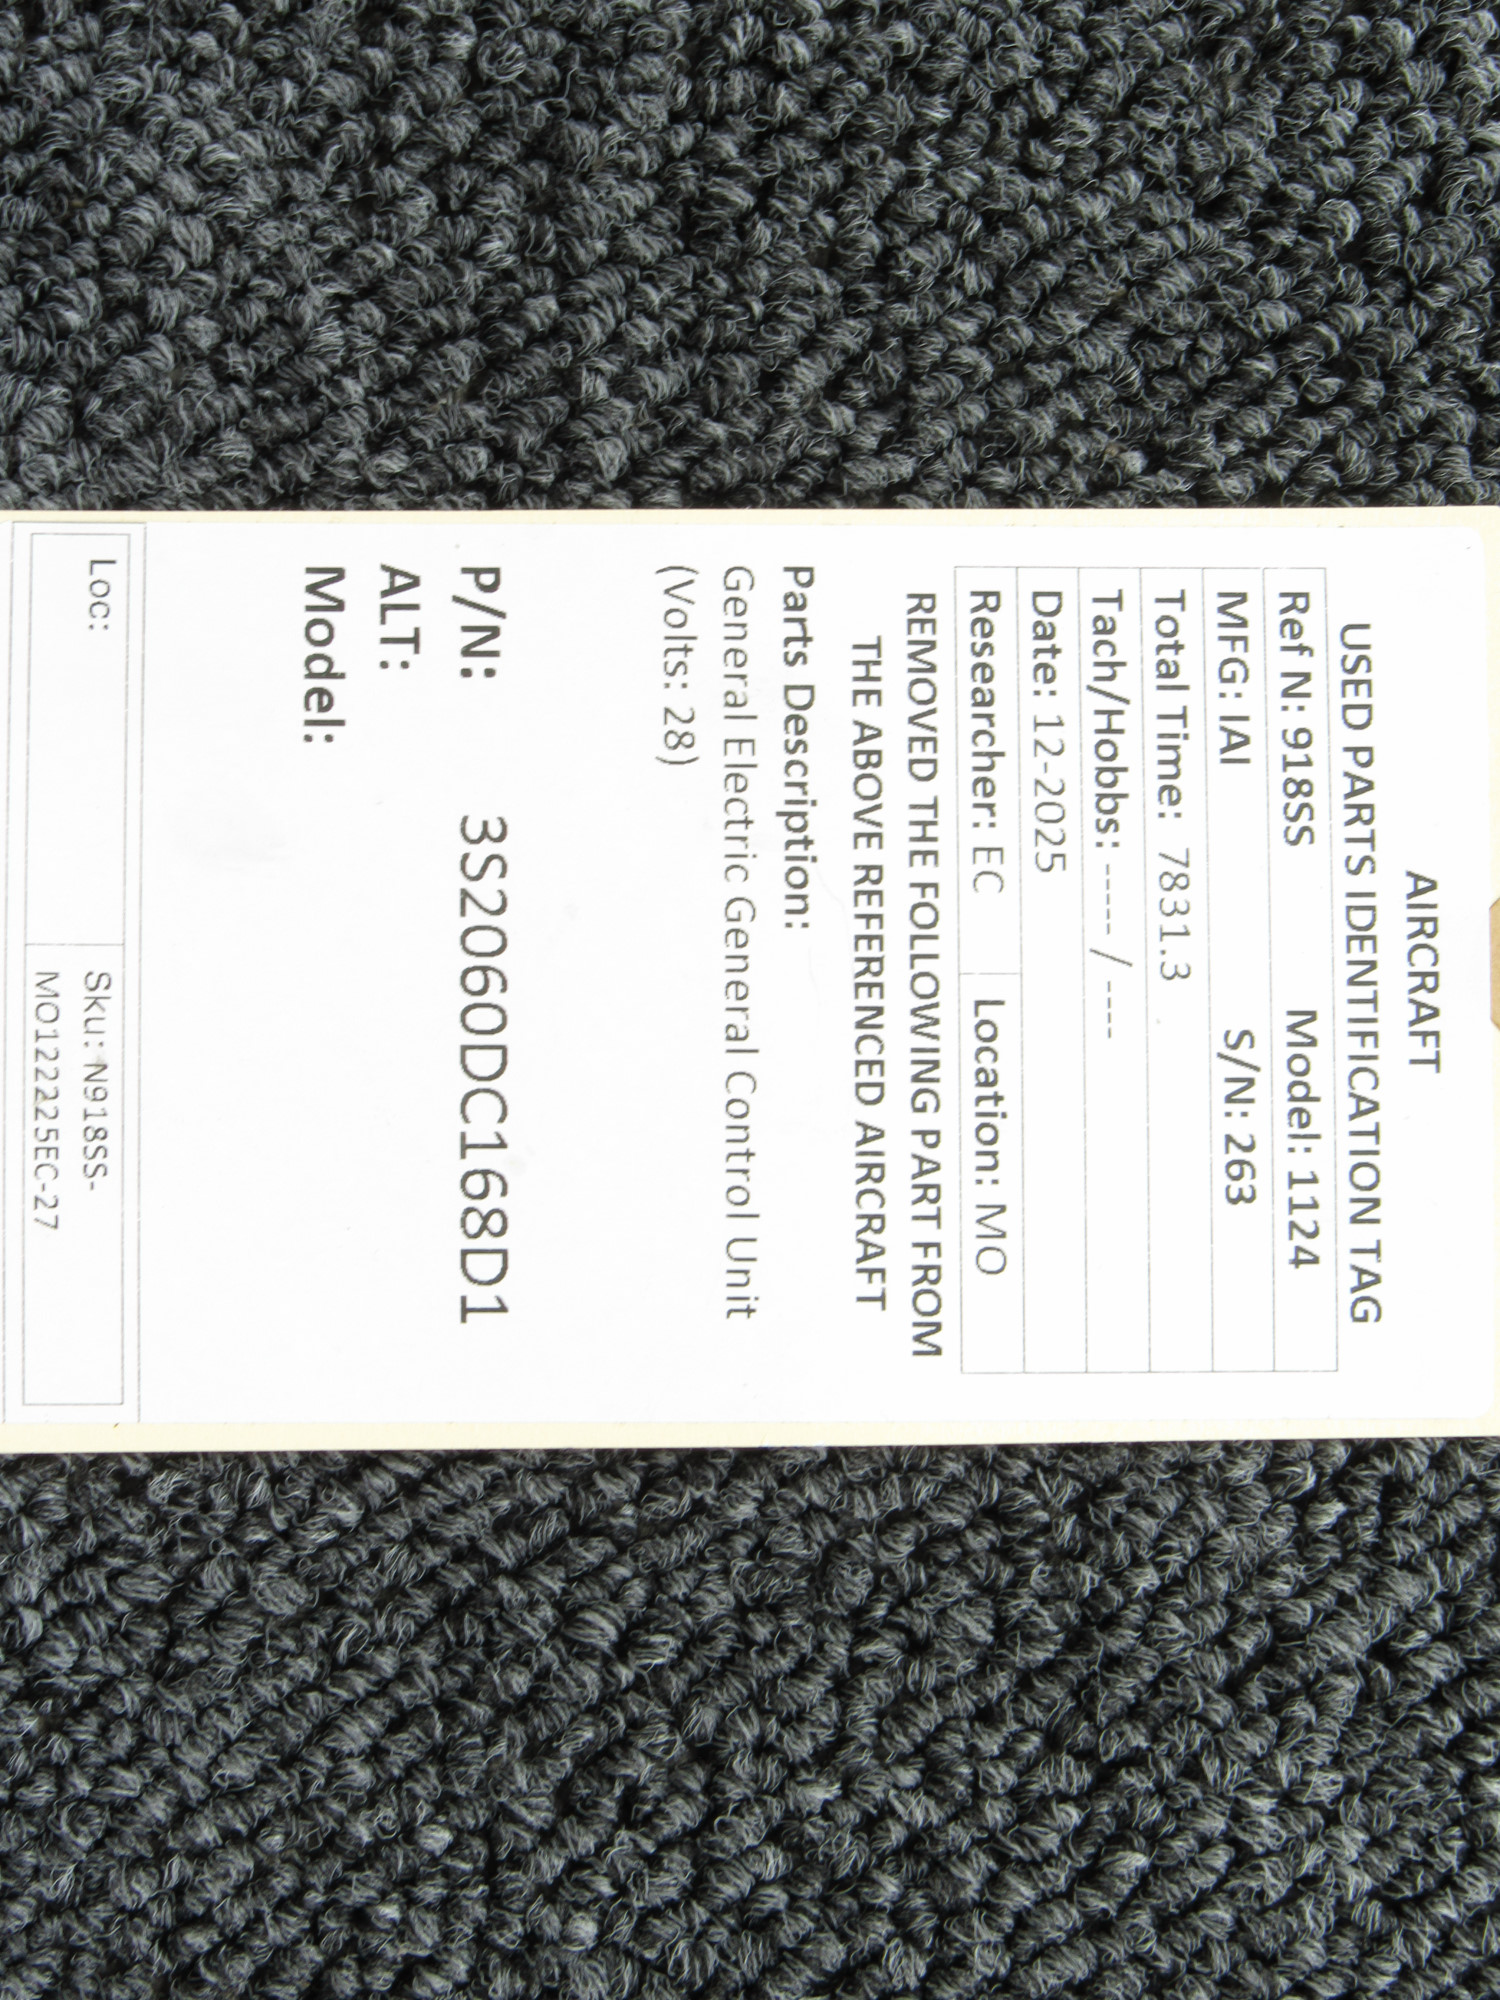 AIRCRAFT
USED PARTS IDENTIFICATION TAG
Ref N: 918SS Model: 1124
MFG: IAI S/N: 263
Total Time: 7831.3
Tach/Hobbs: ----- / ----
Date: 12-2025
Researcher: EC Location: MO
REMOVED THE FOLLOWING PART FROM
THE ABOVE REFERENCED AIRCRAFT
Parts Description:
General Electric General Control Unit
(Volts: 28)
P/N: 3S2060DC168D1
ALT:
Model:
Loc: Sku: N918SS-
MO122225EC-27